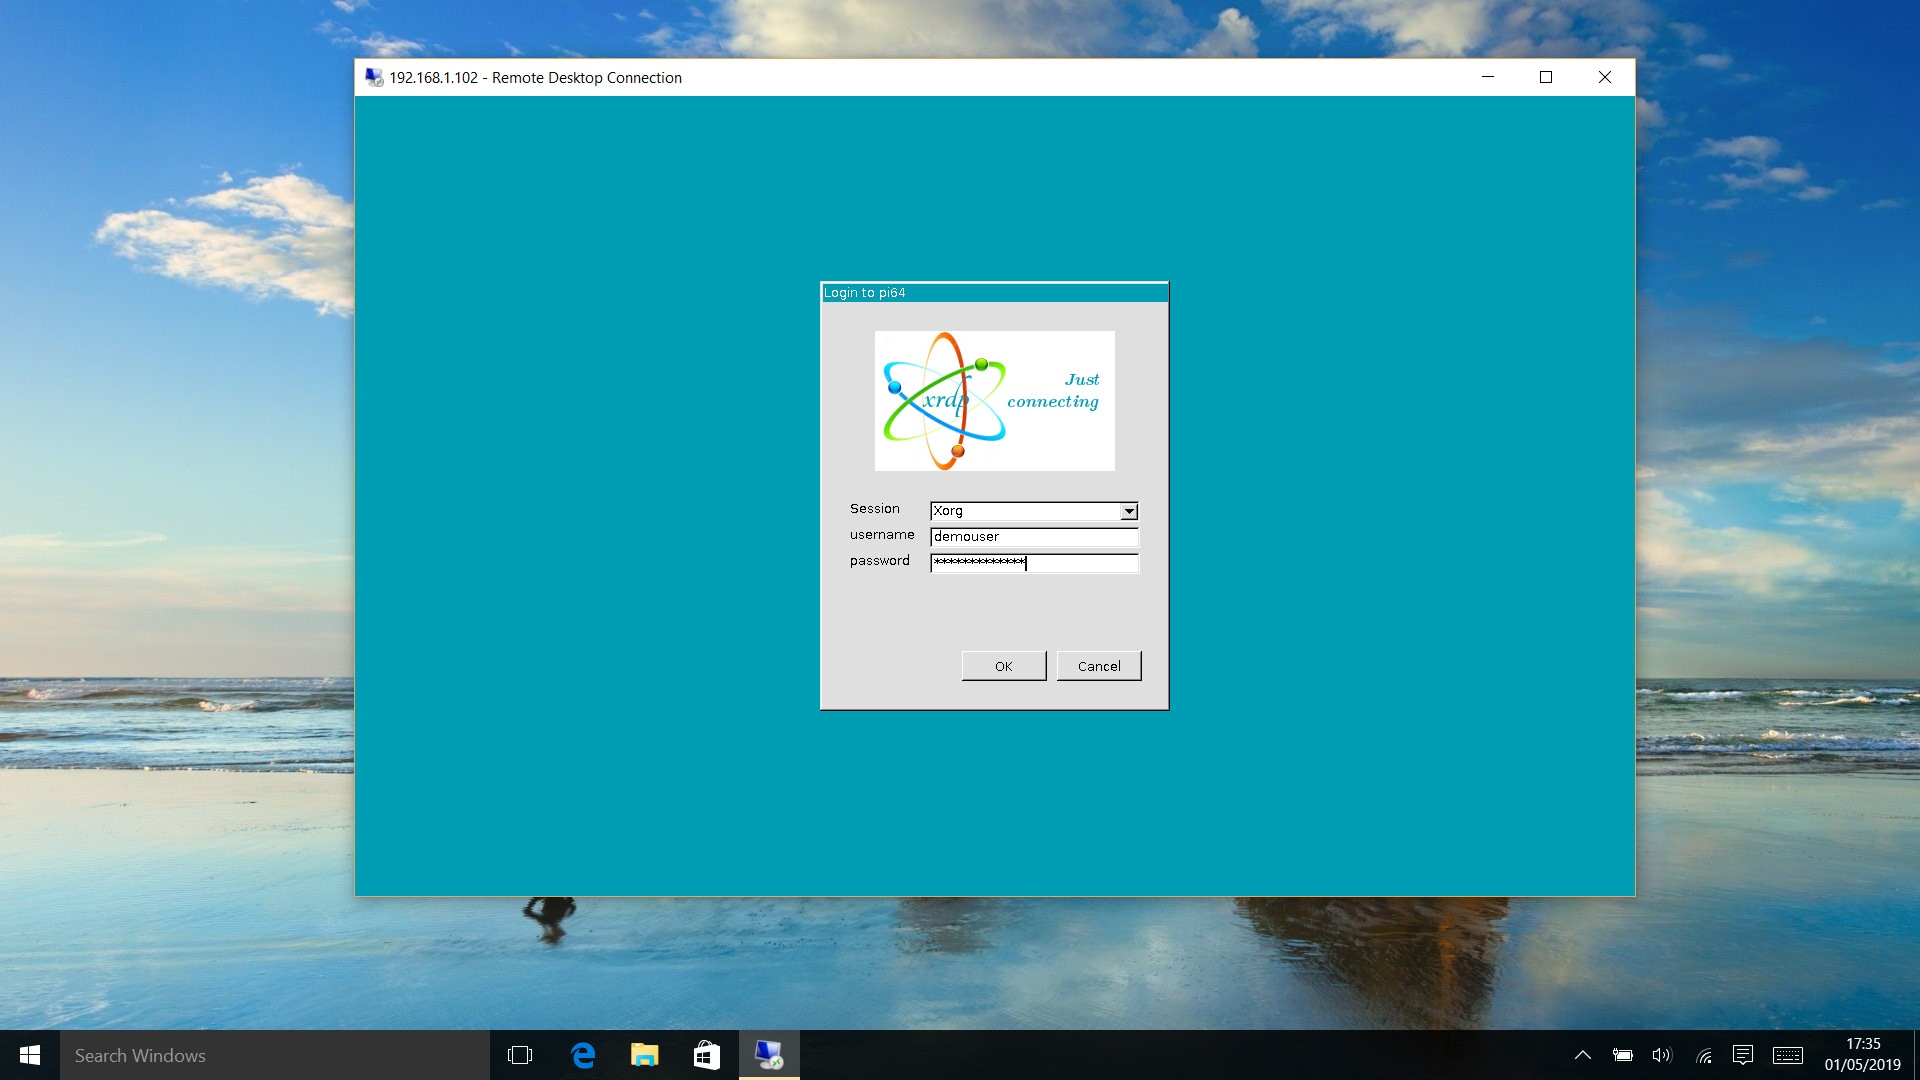 192.168.1.102 - Remote Desktop Connection
Login to pi64
xrdp
Just
connecting
Session
Xorg
username
demouser
password
*************
OK
Cancel
Search Windows
17:35
01/05/2019